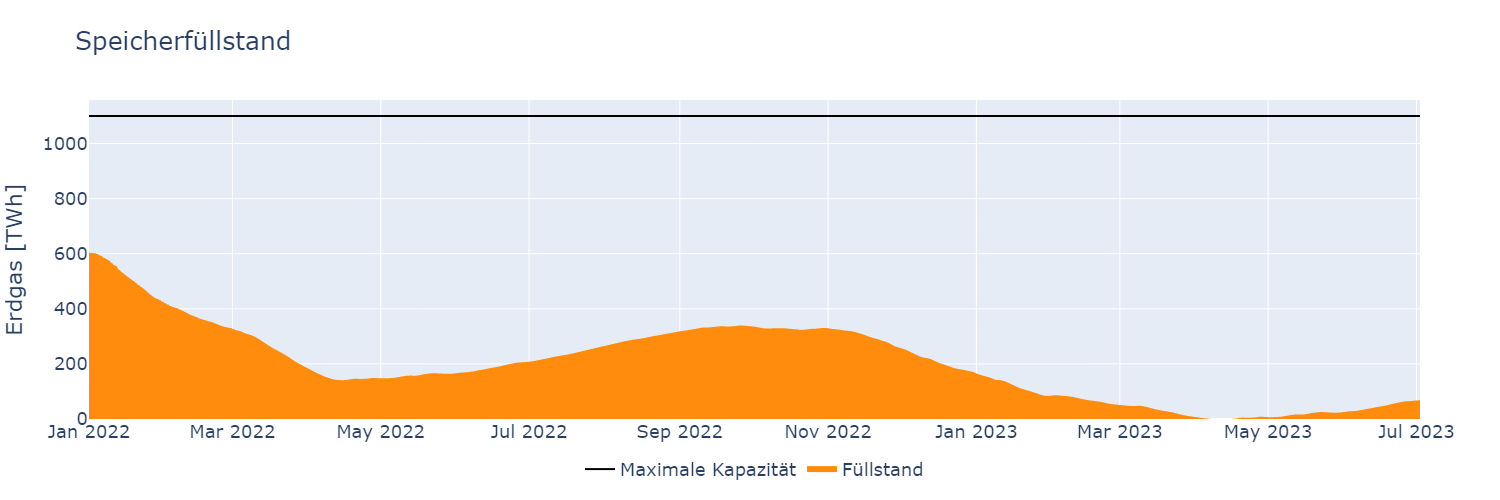 Speicherfüllstand
Erdgas [TWh]
1000
800
600
400
200
0
Jan 2022 Mar 2022 May 2022 Jul 2022 Sep 2022 Nov 2022 Jan 2023 Mar 2023 May 2023 Jul 2023
Maximale Kapazität Füllstand